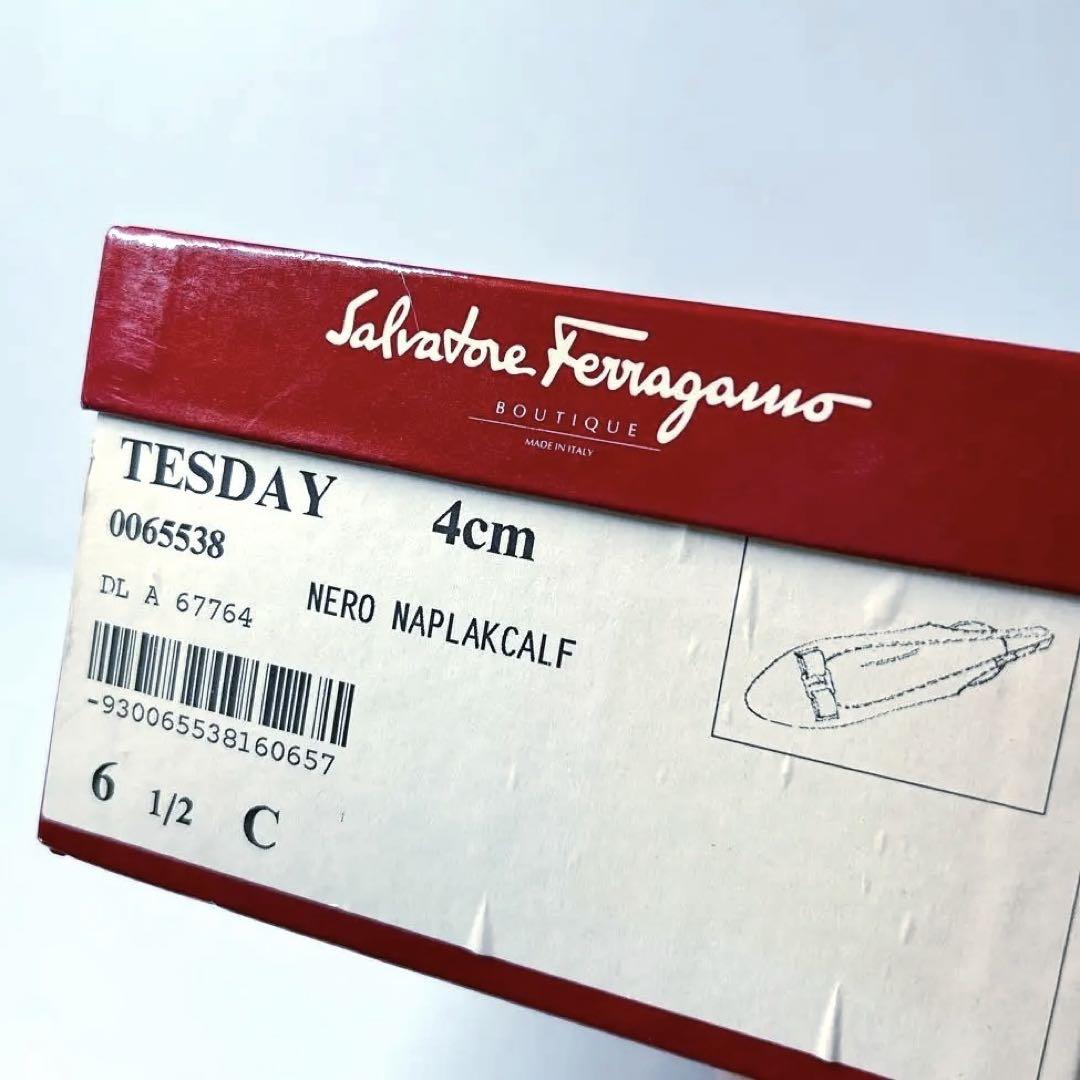 Salvatore Ferragamo
BOUTIQUE
MADE IN ITALY
TESDAY 4cm
0065538
DL A 67764 NERO NAPLAKCALF
-930065538160657
6 1/2 C